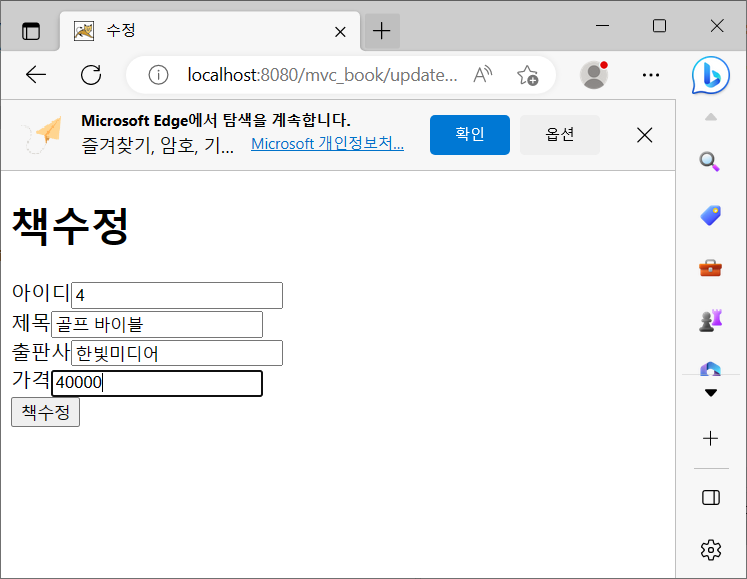 수정
localhost:8080/mvc_book/update...
Microsoft Edge에서 탐색을 계속합니다.
즐겨찾기, 암호, 기... Microsoft 개인정보처...
확인
옵션
책수정
아이디 4
제목 골프 바이블
출판사 한빛미디어
가격 40000
책수정